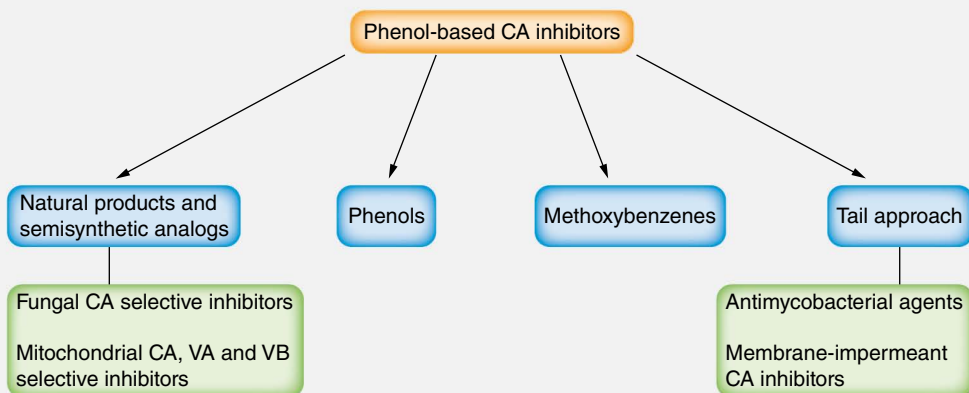 Phenol-based CA inhibitors
Natural products and
semisynthetic analogs
Phenols
Methoxybenzenes
Tail approach
Fungal CA selective inhibitors
Mitochondrial CA, VA and VB
selective inhibitors
Antimycobacterial agents
Membrane-impermeant
CA inhibitors